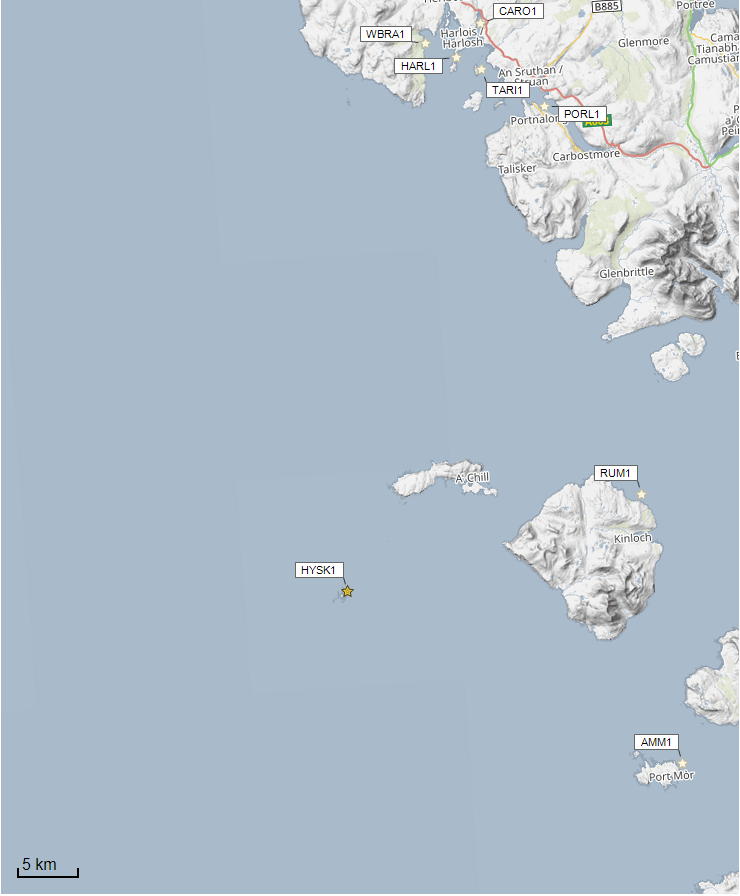 CARO1
B885
Portree
WBRA1
Harlois /
Harlosh
Glenmore
HARL1
An Sruthan /
Struan
TARI1
PORL1
Portnalong
Carbostmore
Talisker
Glenbrittle
A' Chill
RUM1
Kinloch
HYSK1
AMM1
Port Mòr
5 km